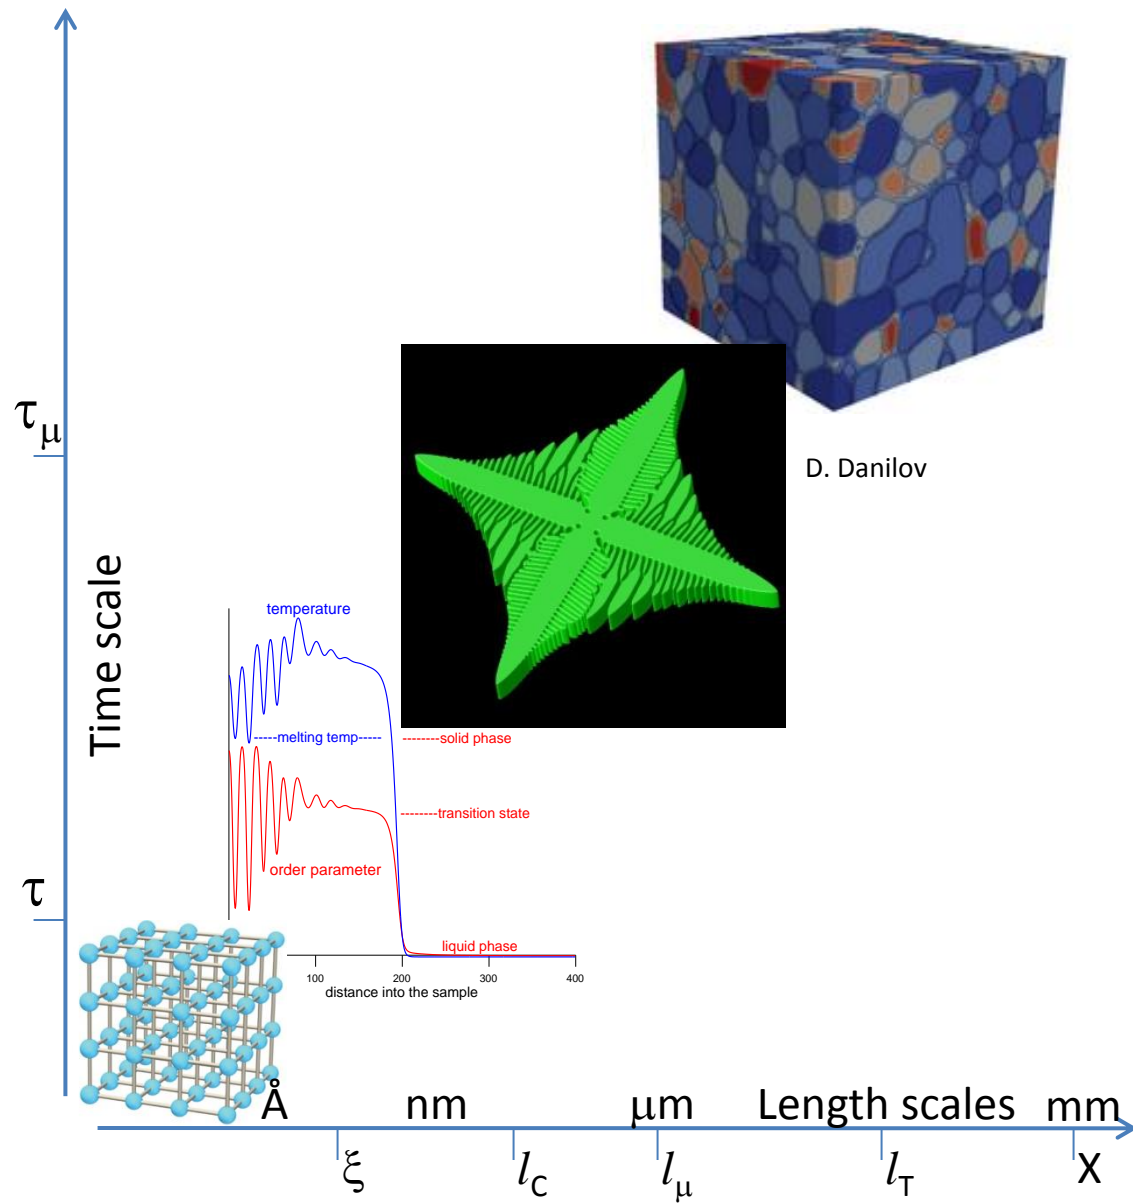 τμ
D. Danilov
Time scale
temperature
-----melting temp-----
--------solid phase
--------transition state
order parameter
τ
liquid phase
100 200 300 400
distance into the sample
Å nm μm Length scales mm
ξ lC lμ lT X